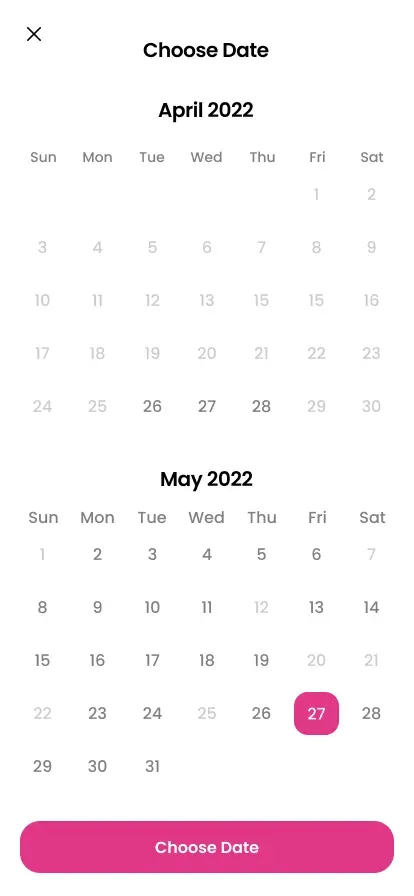 Choose Date
April 2022
Sun Mon Tue Wed Thu Fri Sat
1 2
3 4 5 6 7 8 9
10 11 12 13 15 15 16
17 18 19 20 21 22 23
24 25 26 27 28 29 30
May 2022
Sun Mon Tue Wed Thu Fri Sat
1 2 3 4 5 6 7
8 9 10 11 12 13 14
15 16 17 18 19 20 21
22 23 24 25 26 27 28
29 30 31
Choose Date